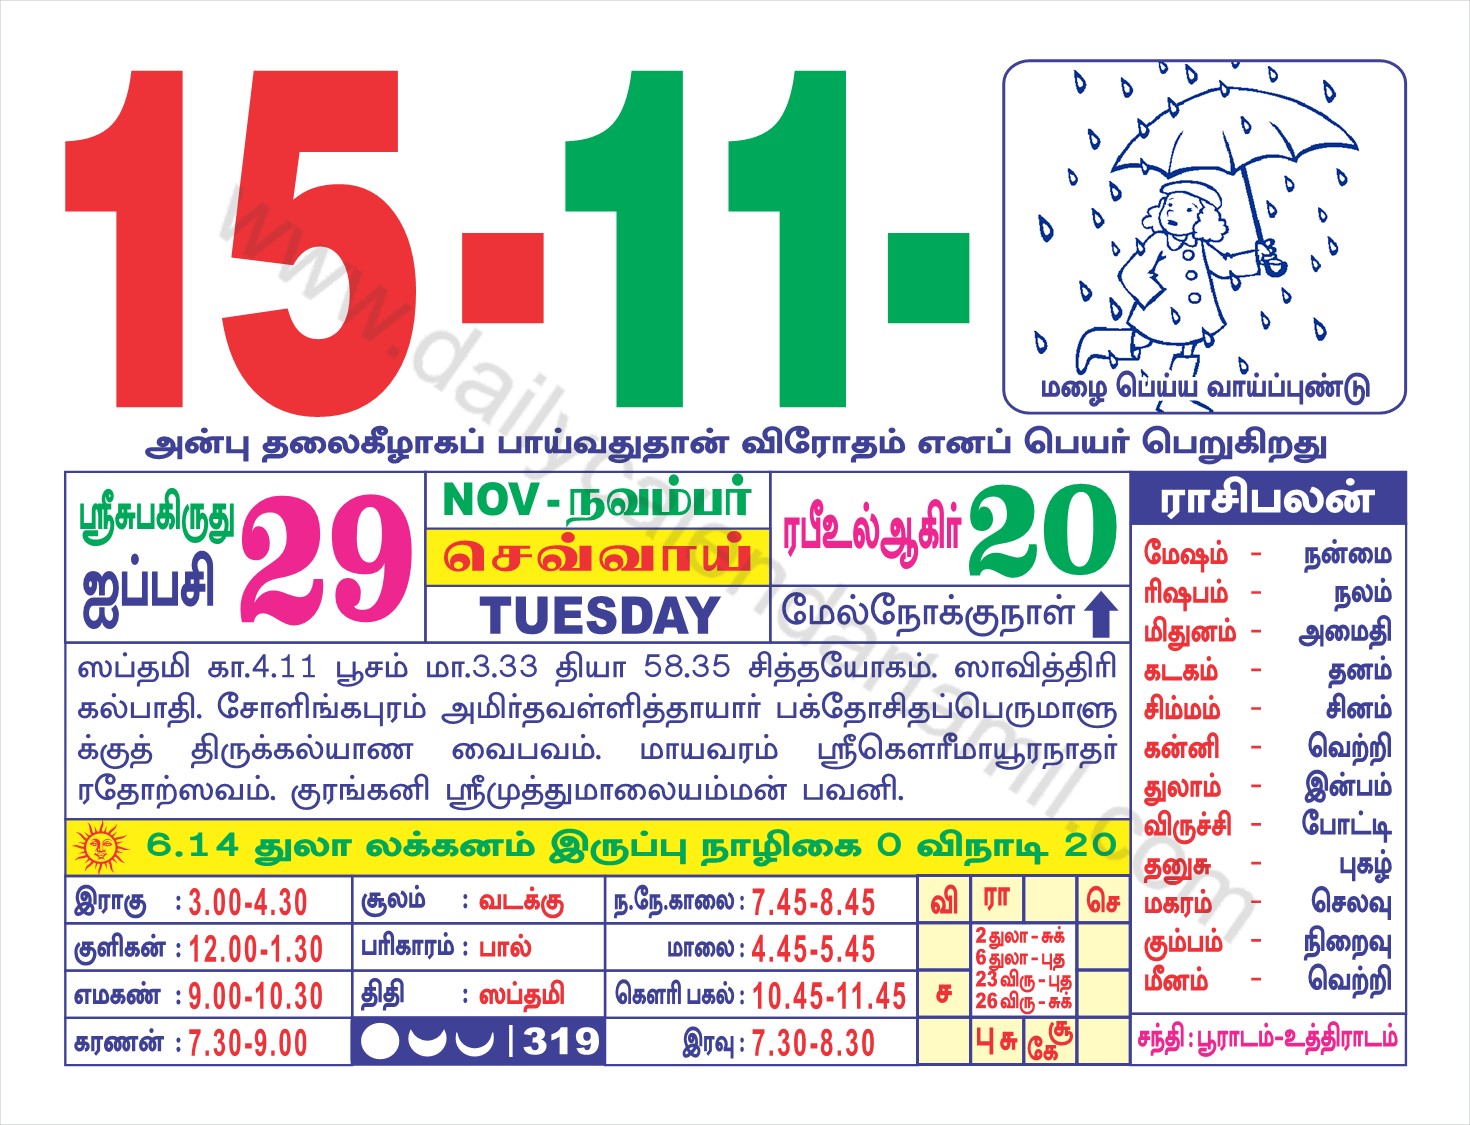 15-11-
மழை பெய்ய வாய்ப்புண்டு
அன்பு தலைகீழாகப் பாய்வதுதான் விரோதம் எனப் பெயர் பெறுகிறது
ஸ்ரீசுபகிருது
ஐப்பசி 29
NOV - நவம்பர்
செவ்வாய்
TUESDAY
ரபீஉல்ஆகிர் 20
மேல்நோக்குநாள்
ஸப்தமி கா.4.11 பூசம் மா.3.33 தியா 58.35 சித்தயோகம். ஸாவித்திரி
கல்பாதி. சோளிங்கபுரம் அமிர்தவள்ளித்தாயார் பக்தோசிதப்பெருமாளு
க்குத் திருக்கல்யாண வைபவம். மாயவரம் ஸ்ரீகௌரீமாயூரநாதர்
ரதோற்ஸவம். குரங்கனி ஸ்ரீமுத்துமாலையம்மன் பவனி.
6.14 துலா லக்கனம் இருப்பு நாழிகை 0 விநாடி 20
இராகு : 3.00-4.30
குளிகன் : 12.00-1.30
எமகண் : 9.00-10.30
கரணன் : 7.30-9.00
சூலம் : வடக்கு
பரிகாரம் : பால்
திதி : ஸப்தமி
319
ந.நே.காலை : 7.45-8.45
மாலை : 4.45-5.45
கௌரி பகல் : 10.45-11.45
இரவு : 7.30-8.30
வி ரா செ
2 துலா - சுக்
6 துலா - புத
23 விரு - புத
26 விரு - சுக்
ச
பு சு சூ
கே
ராசிபலன்
மேஷம் - நன்மை
ரிஷபம் - நலம்
மிதுனம் - அமைதி
கடகம் - தனம்
சிம்மம் - சினம்
கன்னி - வெற்றி
துலாம் - இன்பம்
விருச்சி - போட்டி
தனுசு - புகழ்
மகரம் - செலவு
கும்பம் - நிறைவு
மீனம் - வெற்றி
சந்தி : பூராடம்-உத்திராடம்
www.dailycalendartamil.com